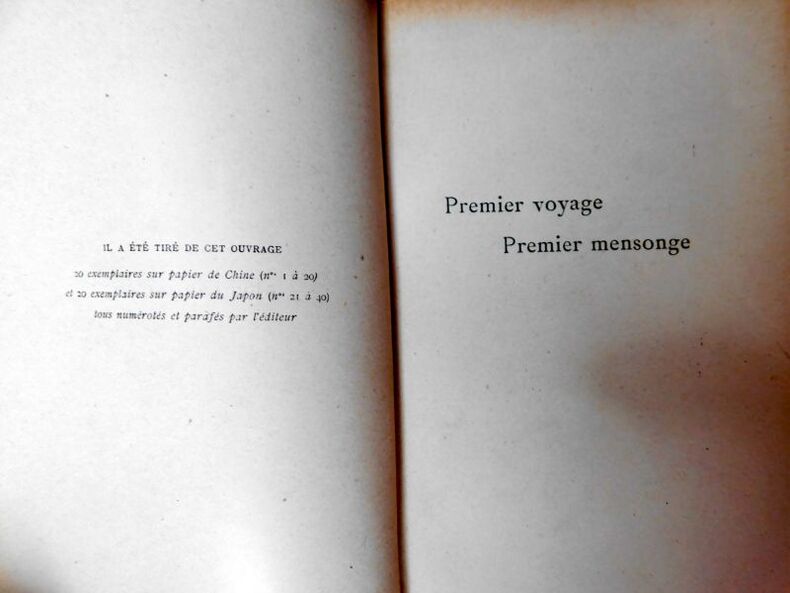 IL A ÉTÉ TIRÉ DE CET OUVRAGE
20 exemplaires sur papier de Chine (nos 1 à 20)
et 20 exemplaires sur papier du Japon (nos 21 à 40)
tous numérotés et parafés par l'éditeur
Premier voyage
Premier mensonge